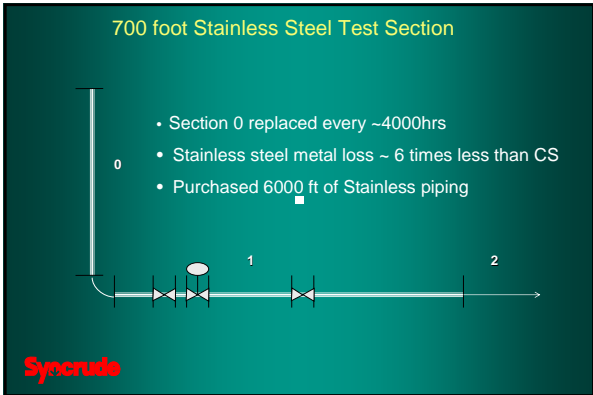 700 foot Stainless Steel Test Section
• Section 0 replaced every ~4000hrs
• Stainless steel metal loss ~ 6 times less than CS
• Purchased 6000 ft of Stainless piping
0
1
2
Syncrude